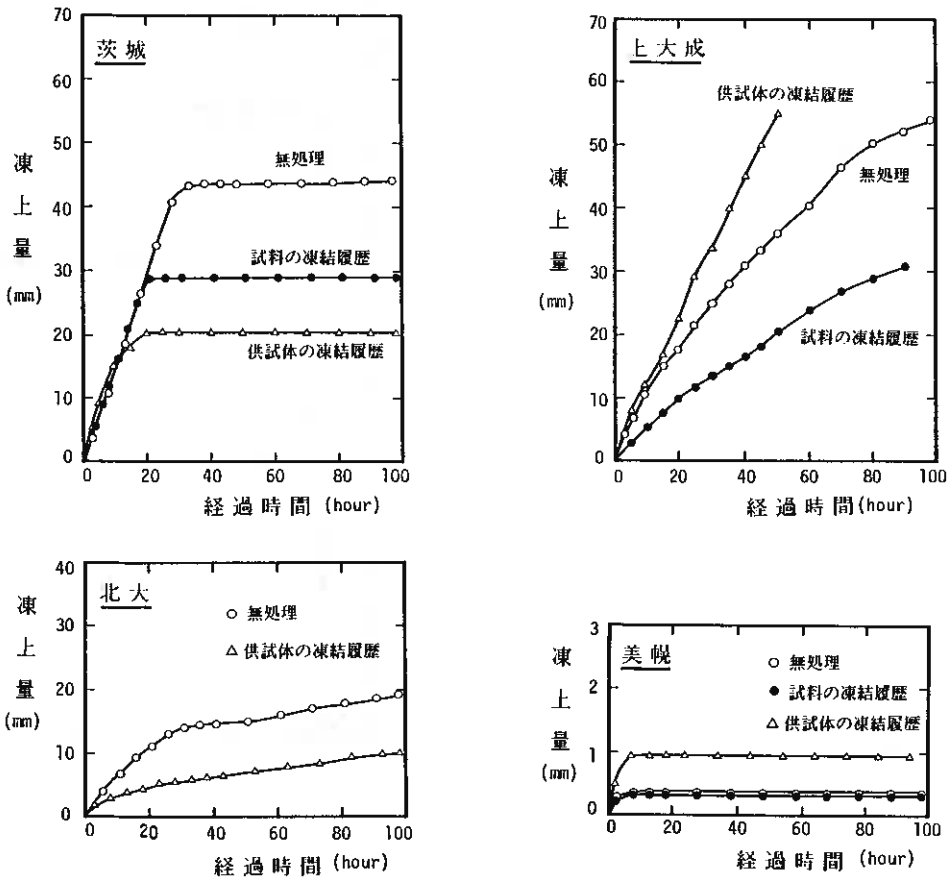 茨城
凍上量
(mm)
70
60
50
40
30
20
10
0
無処理
試料の凍結履歴
供試体の凍結履歴
0 20 40 60 80 100
経過時間 (hour)
上大成
凍上量
(mm)
70
60
50
40
30
20
10
0
供試体の凍結履歴
無処理
試料の凍結履歴
0 20 40 60 80 100
経過時間(hour)
北大
凍上量
(mm)
40
30
20
10
0
○ 無処理
△ 供試体の凍結履歴
0 20 40 60 80 100
経過時間 (hour)
美幌
凍上量
(mm)
3
2
1
0
○ 無処理
● 試料の凍結履歴
△ 供試体の凍結履歴
0 20 40 60 80 100
経過時間 (hour)